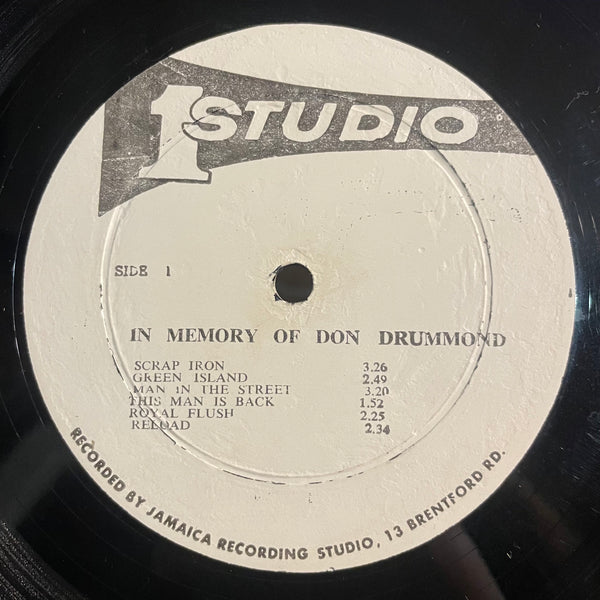 1 STUDIO
SIDE 1
IN MEMORY OF DON DRUMMOND
SCRAP IRON 3.26
GREEN ISLAND 2.49
MAN IN THE STREET 3.20
THIS MAN IS BACK 1.52
ROYAL FLUSH 2.25
RELOAD 2.34
RECORDED BY JAMAICA RECORDING STUDIO, 13 BRENTFORD RD.